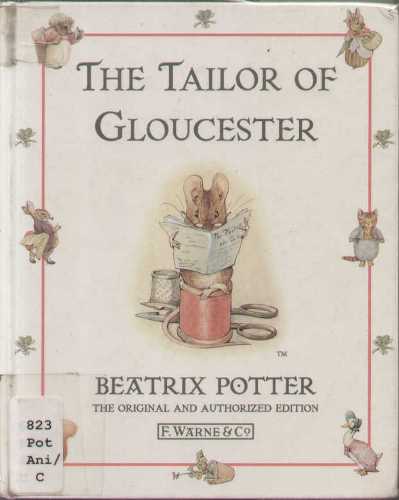 THE TAILOR OF
GLOUCESTER
TM
BEATRIX POTTER
THE ORIGINAL AND AUTHORIZED EDITION
F. WARNE & Co
823
Pot
Ani/
C